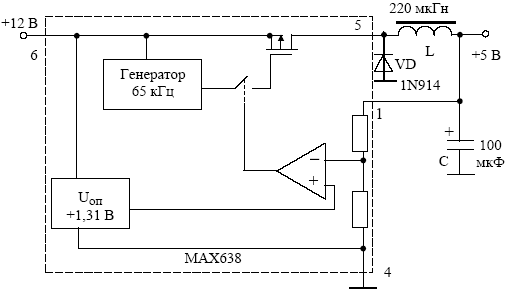 220 мкГн
+12 В
5
+5 В
6
L
Генератор
65 кГц
VD
1N914
1
+
100
мкФ
C
−
+
Uоп
+1,31 В
MAX638
4